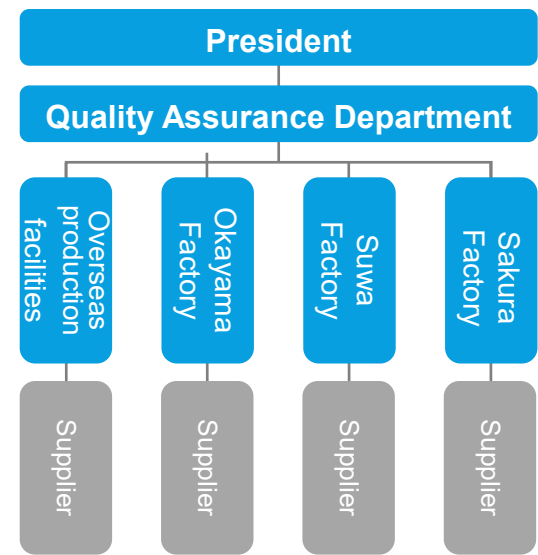 President
Quality Assurance Department
Overseas
production
facilities
Okayama
Factory
Suwa
Factory
Sakura
Factory
Supplier
Supplier
Supplier
Supplier